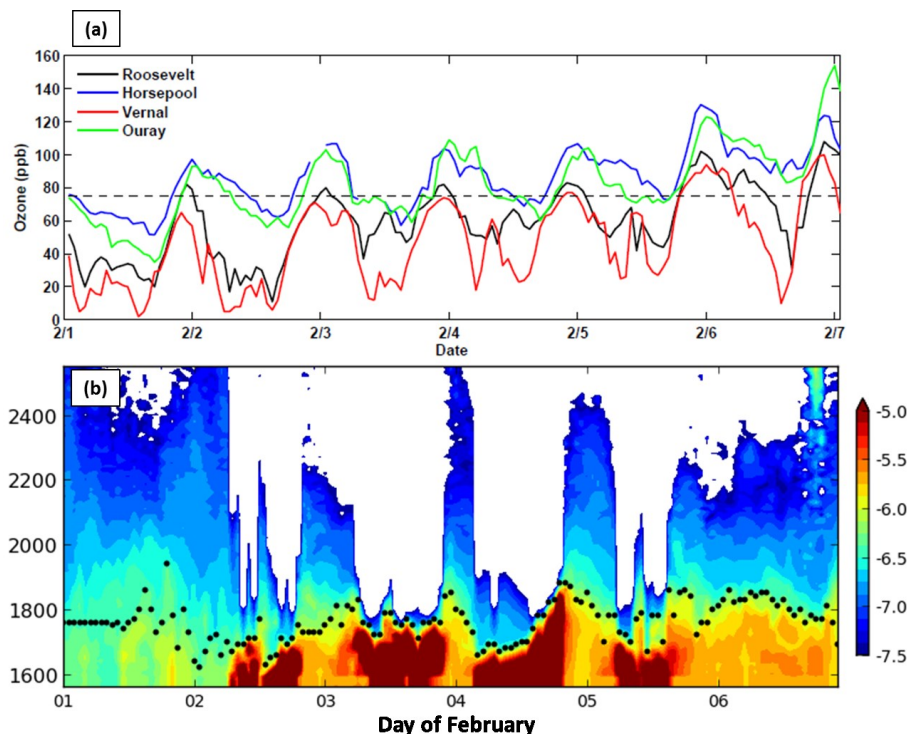 (a)
160
140
120
100
80
60
40
20
0
Ozone (ppb)
Roosevelt
Horsepool
Vernal
Ouray
2/1 2/2 2/3 2/4 2/5 2/6 2/7
Date
(b)
2400
2200
2000
1800
1600
-5.0
-5.5
-6.0
-6.5
-7.0
-7.5
01 02 03 04 05 06
Day of February